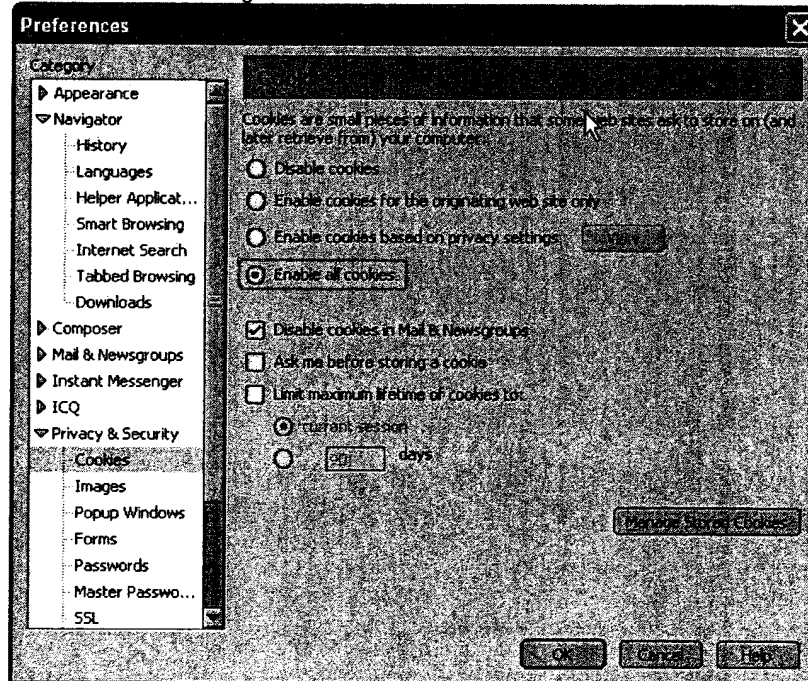 Preferences
Category
Appearance
Navigator
History
Languages
Helper Applicat...
Smart Browsing
Internet Search
Tabbed Browsing
Downloads
Composer
Mail & Newsgroups
Instant Messenger
ICQ
Privacy & Security
Cookies
Images
Popup Windows
Forms
Passwords
Master Passwo...
SSL
Cookies are small pieces of information that some web sites ask to store on (and
later retrieve from) your computer.
Disable cookies
Enable cookies for the originating web site only
Enable cookies based on privacy settings View
Enable all cookies
Disable cookies in Mail & Newsgroups
Ask me before storing a cookie
Limit maximum lifetime of cookies to:
current session
90 days
Manage Stored Cookies
OK Cancel Help